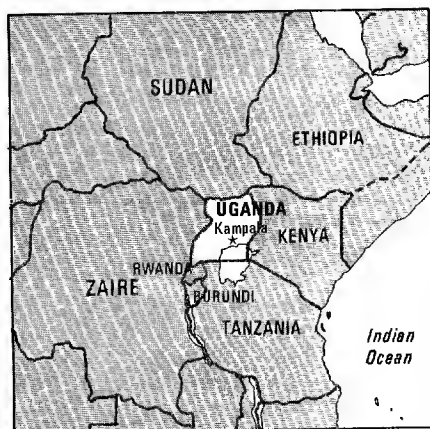 SUDAN
ETHIOPIA
UGANDA
Kampala
KENYA
RWANDA
ZAIRE
BURUNDI
TANZANIA
Indian
Ocean